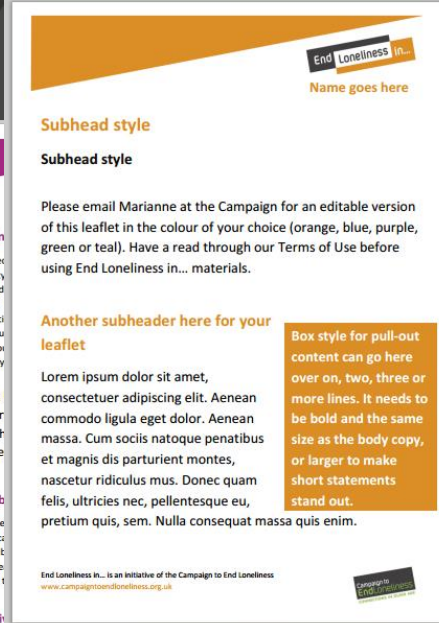 End Loneliness in...
Name goes here
Subhead style
Subhead style
Please email Marianne at the Campaign for an editable version
of this leaflet in the colour of your choice (orange, blue, purple,
green or teal). Have a read through our Terms of Use before
using End Loneliness in... materials.
Another subheader here for your
leaflet
Lorem ipsum dolor sit amet,
consectetuer adipiscing elit. Aenean
commodo ligula eget dolor. Aenean
massa. Cum sociis natoque penatibus
et magnis dis parturient montes,
nascetur ridiculus mus. Donec quam
felis, ultricies nec, pellentesque eu,
pretium quis, sem. Nulla consequat massa quis enim.
Box style for pull-out
content can go here
over on, two, three or
more lines. It needs to
be bold and the same
size as the body copy,
or larger to make
short statements
stand out.
End Loneliness in... is an initiative of the Campaign to End Loneliness
www.campaigntoendloneliness.org.uk
Campaign to
EndLoneliness
CONNECTIONS IN OLDER AGE